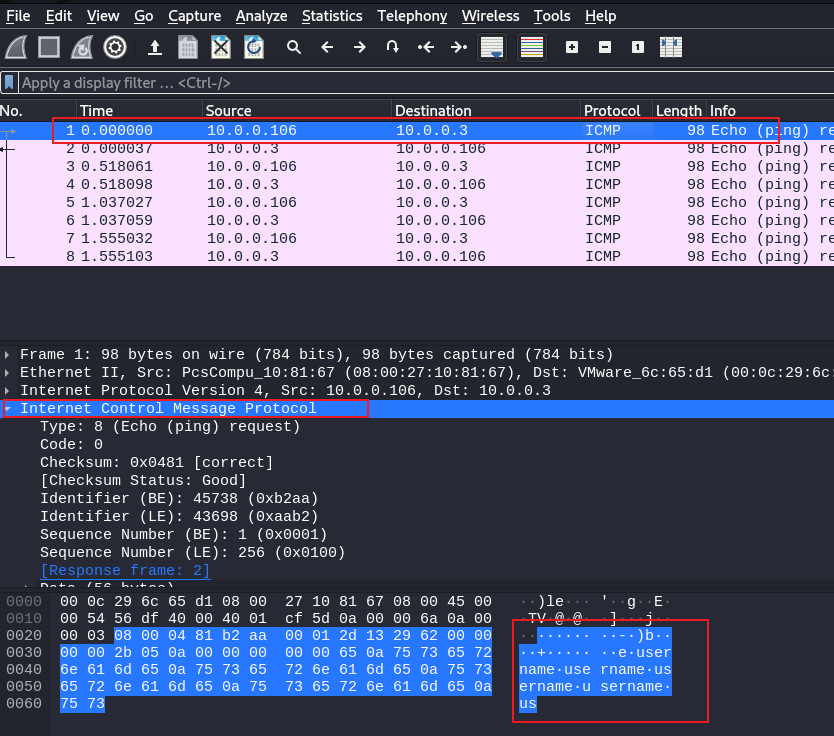 File Edit View Go Capture Analyze Statistics Telephony Wireless Tools Help
Apply a display filter … <Ctrl-/>
No. Time Source Destination Protocol Length Info
1 0.000000 10.0.0.106 10.0.0.3 ICMP 98 Echo (ping) re
2 0.000037 10.0.0.3 10.0.0.106 ICMP 98 Echo (ping) re
3 0.518061 10.0.0.106 10.0.0.3 ICMP 98 Echo (ping) re
4 0.518098 10.0.0.3 10.0.0.106 ICMP 98 Echo (ping) re
5 1.037027 10.0.0.106 10.0.0.3 ICMP 98 Echo (ping) re
6 1.037059 10.0.0.3 10.0.0.106 ICMP 98 Echo (ping) re
7 1.555032 10.0.0.106 10.0.0.3 ICMP 98 Echo (ping) re
8 1.555103 10.0.0.3 10.0.0.106 ICMP 98 Echo (ping) re
Frame 1: 98 bytes on wire (784 bits), 98 bytes captured (784 bits)
Ethernet II, Src: PcsCompu_10:81:67 (08:00:27:10:81:67), Dst: VMware_6c:65:d1 (00:0c:29:6c:
Internet Protocol Version 4, Src: 10.0.0.106, Dst: 10.0.0.3
Internet Control Message Protocol
Type: 8 (Echo (ping) request)
Code: 0
Checksum: 0x0481 [correct]
[Checksum Status: Good]
Identifier (BE): 45738 (0xb2aa)
Identifier (LE): 43698 (0xaab2)
Sequence Number (BE): 1 (0x0001)
Sequence Number (LE): 256 (0x0100)
[Response frame: 2]
Data (56 bytes)
0000 00 0c 29 6c 65 d1 08 00 27 10 81 67 08 00 45 00 ··)le··· '··g··E·
0010 00 54 56 df 40 00 40 01 cf 5d 0a 00 00 6a 0a 00 ·TV·@·@· ·]···j··
0020 00 03 08 00 04 81 b2 aa 00 01 2d 13 29 62 00 00 ········ ··-·)b··
0030 00 00 2b 05 0a 00 00 00 00 00 65 0a 75 73 65 72 ··+····· ··e·user
0040 6e 61 6d 65 0a 75 73 65 72 6e 61 6d 65 0a 75 73 name·use rname·us
0050 65 72 6e 61 6d 65 0a 75 73 65 72 6e 61 6d 65 0a ername·u sername·
0060 75 73 us